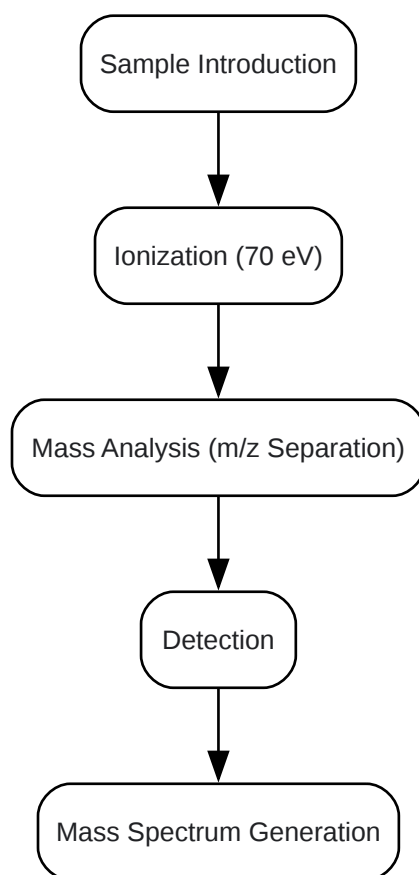 Sample Introduction
Ionization (70 eV)
Mass Analysis (m/z Separation)
Detection
Mass Spectrum Generation